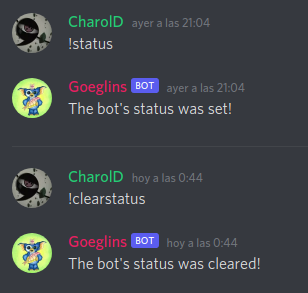 CharolD ayer a las 21:04
!status
Goeglins BOT ayer a las 21:04
The bot's status was set!
CharolD hoy a las 0:44
!clearstatus
Goeglins BOT hoy a las 0:44
The bot's status was cleared!